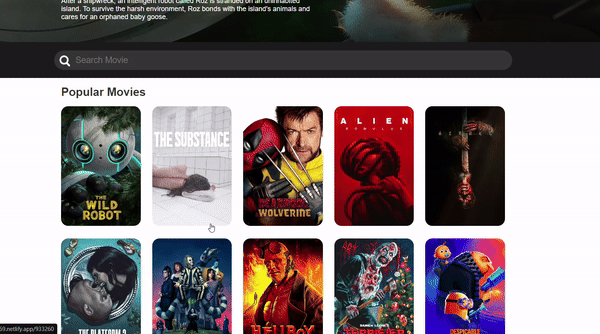 After a shipwreck, an intelligent robot called Roz is stranded on an uninhabited
island. To survive the harsh environment, Roz bonds with the island's animals and
cares for an orphaned baby goose.
Search Movie
Popular Movies
THE
WILD
ROBOT
THE SUBSTANCE
DEADPOOL
WOLVERINE
ALIEN
ROMULUS
THE PLATFORM 2
HELLBOY
TERRIFIER
DESPICABLE
59.netlify.app/933260